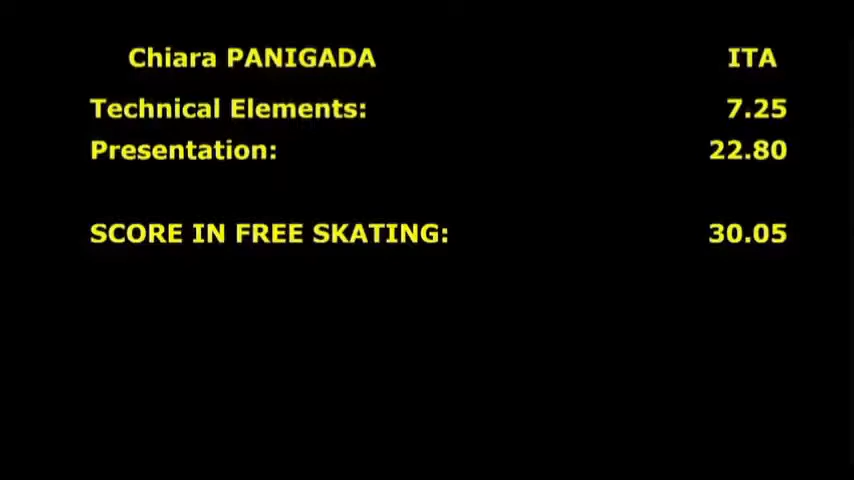 Chiara PANIGADA ITA
Technical Elements: 7.25
Presentation: 22.80
SCORE IN FREE SKATING: 30.05